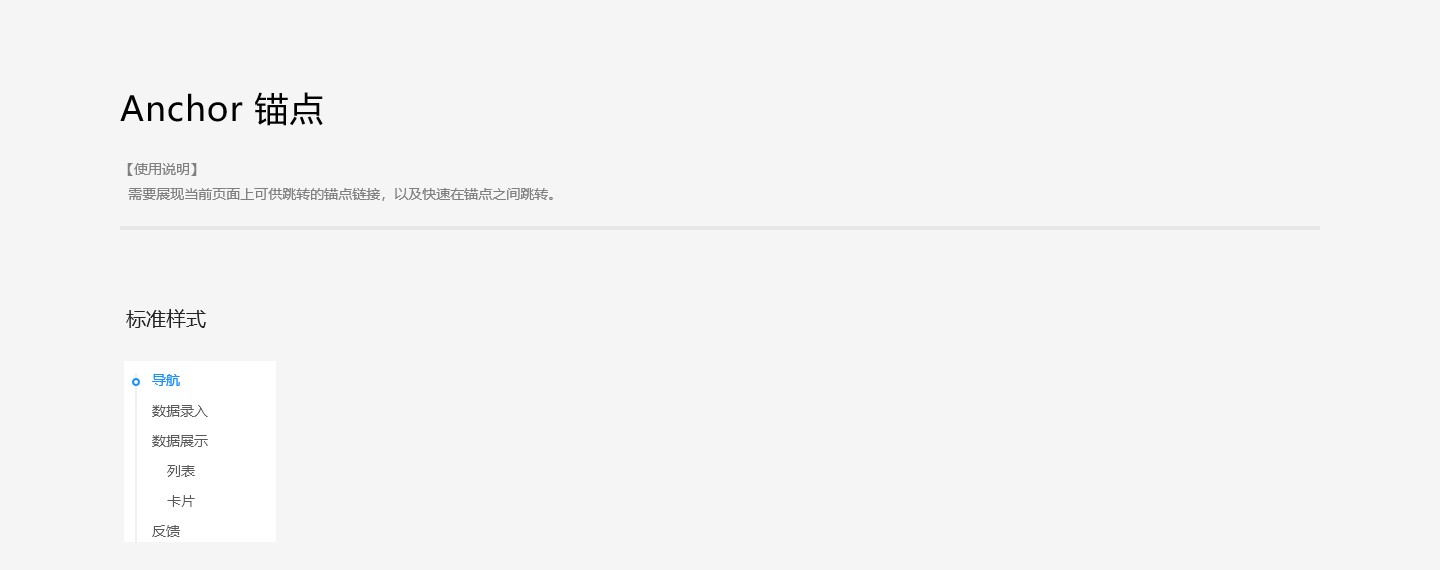 Anchor 锚点
【使用说明】
需要展现当前页面上可供跳转的锚点链接，以及快速在锚点之间跳转。
标准样式
导航
数据录入
数据展示
列表
卡片
反馈